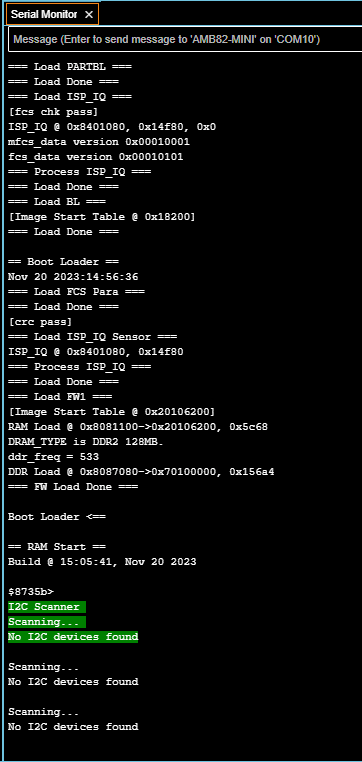 Serial Monitor ×
Message (Enter to send message to 'AMB82-MINI' on 'COM10')
=== Load PARTBL ===
=== Load Done ===
=== Load ISP_IQ ===
[fcs chk pass]
ISP_IQ @ 0x8401080, 0x14f80, 0x0
mfcs_data version 0x00010001
fcs_data version 0x00010101
=== Process ISP_IQ ===
=== Load Done ===
=== Load BL ===
[Image Start Table @ 0x18200]
=== Load Done ===
== Boot Loader ==
Nov 20 2023:14:56:36
=== Load FCS Para ===
=== Load Done ===
[crc pass]
=== Load ISP_IQ Sensor ===
ISP_IQ @ 0x8401080, 0x14f80
=== Process ISP_IQ ===
=== Load Done ===
=== Load FW1 ===
[Image Start Table @ 0x20106200]
RAM Load @ 0x8081100->0x20106200, 0x5c68
DRAM_TYPE is DDR2 128MB.
ddr_freq = 533
DDR Load @ 0x8087080->0x70100000, 0x156a4
=== FW Load Done ===
Boot Loader <==
== RAM Start ==
Build @ 15:05:41, Nov 20 2023
$8735b>
I2C Scanner
Scanning...
No I2C devices found
Scanning...
No I2C devices found
Scanning...
No I2C devices found